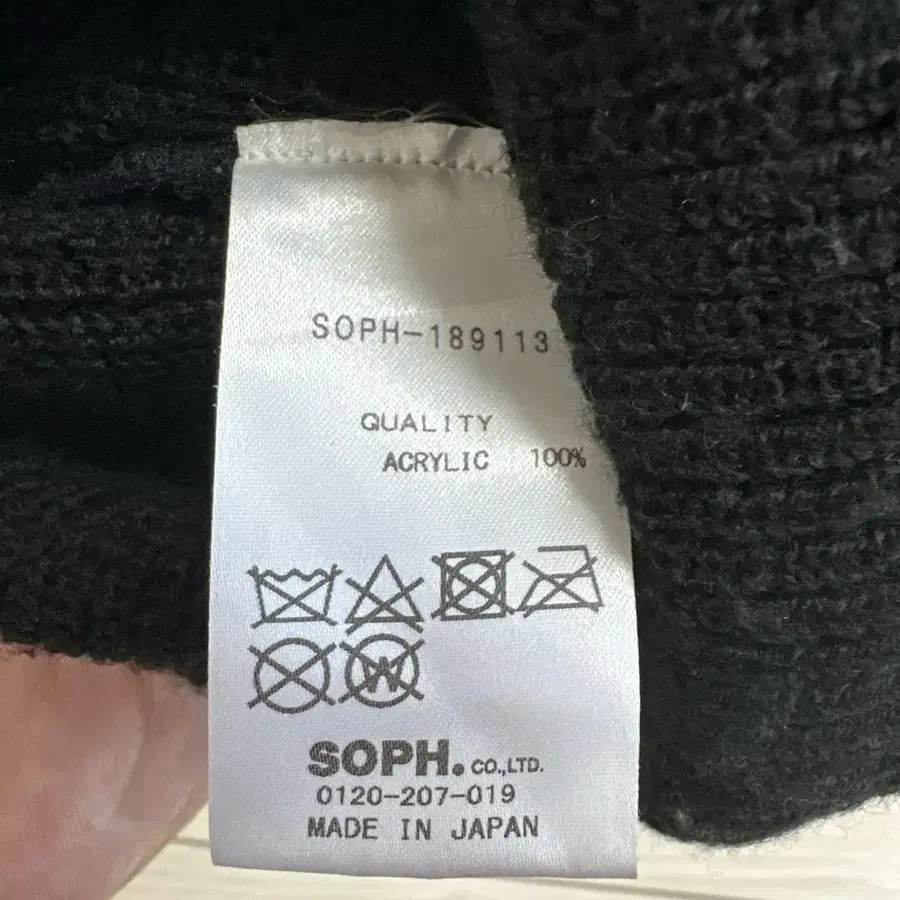 SOPH-189113
QUALITY
ACRYLIC 100%
W
SOPH. CO.,LTD.
0120-207-019
MADE IN JAPAN